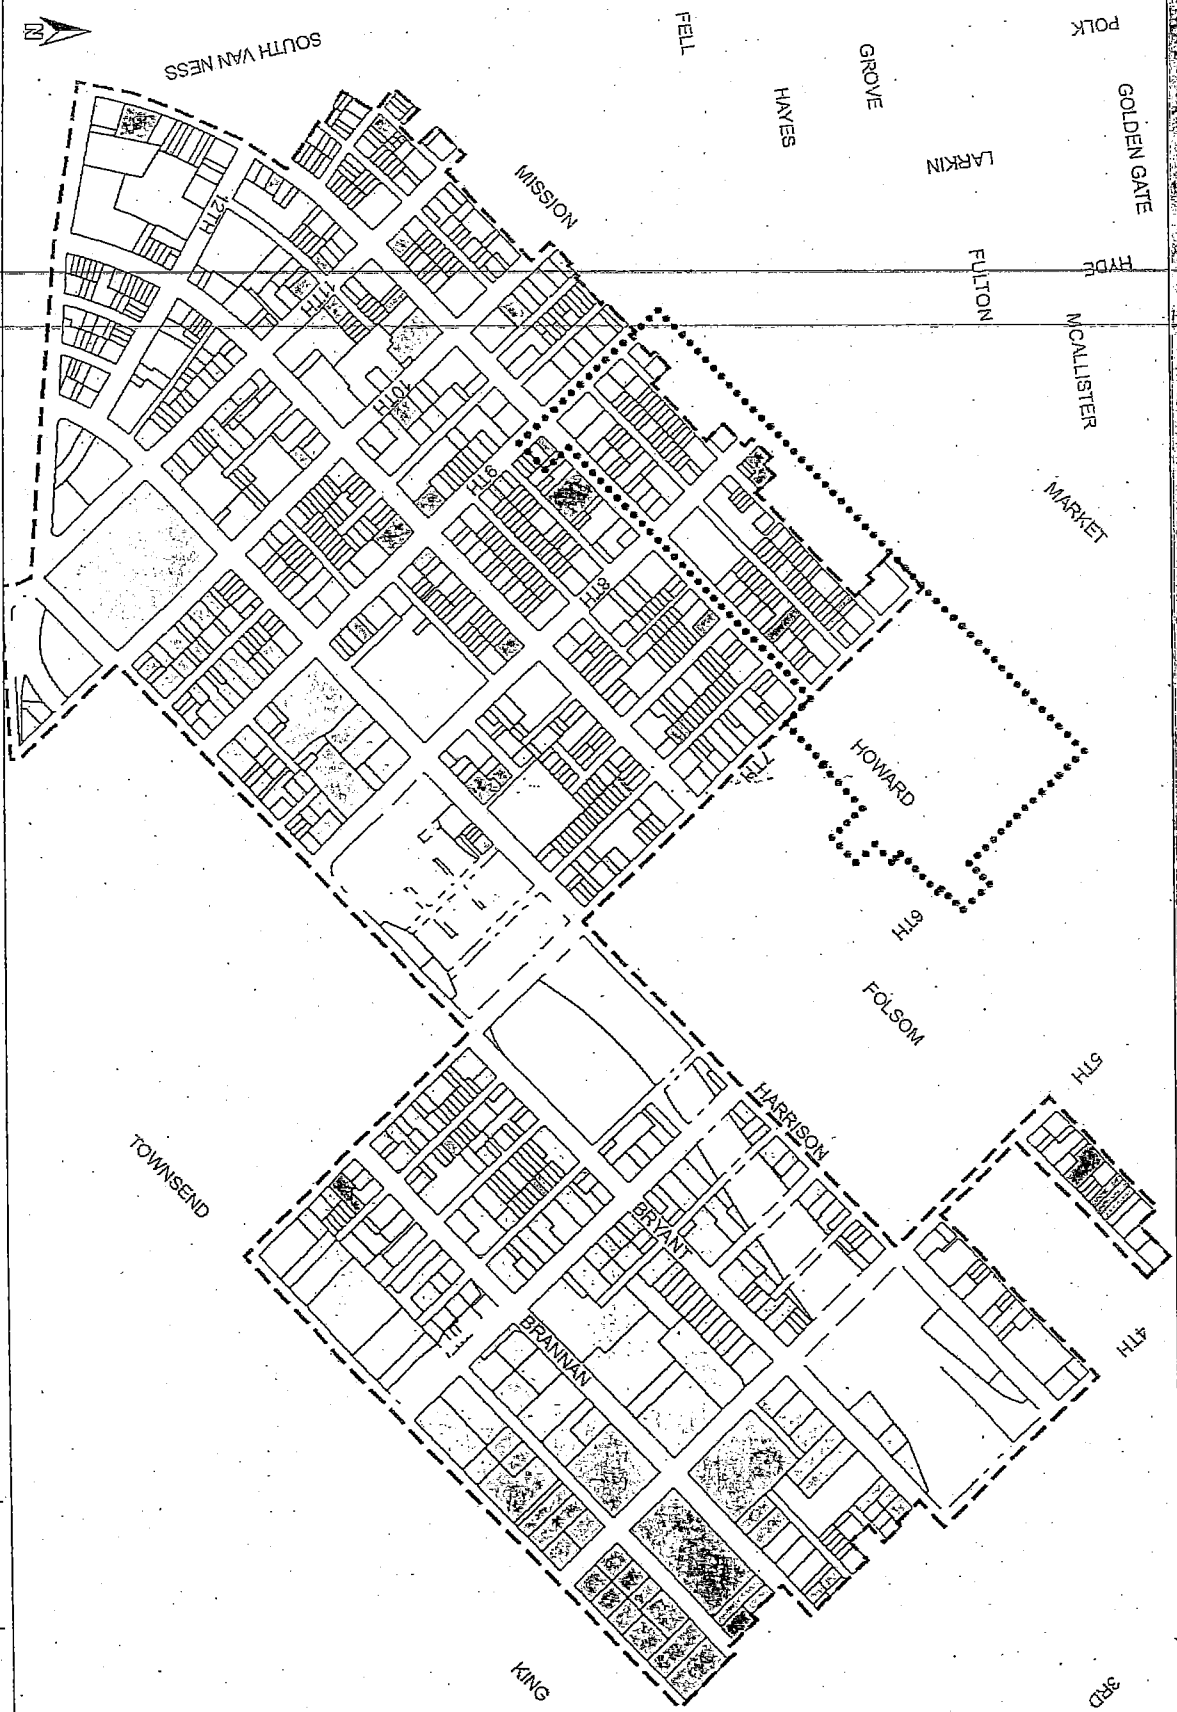 POLK
FELL
SOUTH VAN NESS
GROVE
GOLDEN GATE
HAYES
LARKIN
MISSION
12TH
HYDE
FULTON
11TH
MCALLISTER
10TH
9TH
MARKET
8TH
7TH
HOWARD
6TH
FOLSOM
5TH
HARRISON
TOWNSEND
BRYANT
4TH
BRANNAN
KING
3RD
N